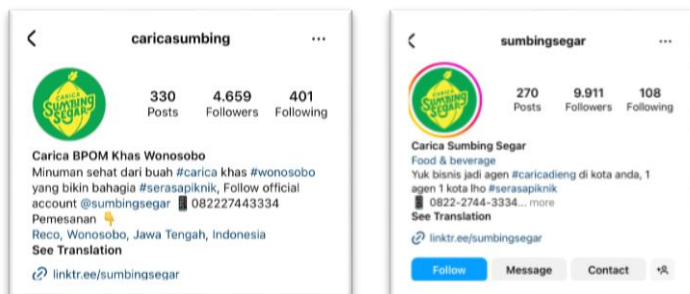 caricasumbing
CARICA
SUMBING
SEGAR
330 4.659 401
Posts Followers Following
Carica BPOM Khas Wonosobo
Minuman sehat dari buah #carica khas #wonosobo
yang bikin bahagia #serasapiknik, Follow official
account @sumbingsegar 082227443334
Pemesanan
Reco, Wonosobo, Jawa Tengah, Indonesia
See Translation
linktr.ee/sumbingsegar
sumbingsegar
CARICA
SUMBING
SEGAR
270 9.911 108
Posts Followers Following
Carica Sumbing Segar
Food & beverage
Yuk bisnis jadi agen #caricadieng di kota anda, 1
agen 1 kota lho #serasapiknik
0822-2744-3334... more
See Translation
linktr.ee/sumbingsegar
Follow Message Contact